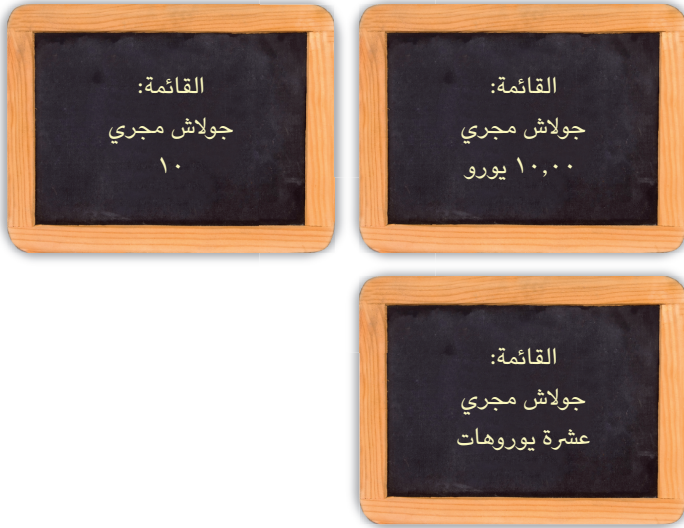 القائمة:
جولاش مجري
١٠
القائمة:
جولاش مجري
١٠,٠٠ يورو
القائمة:
جولاش مجري
عشرة يوروهات